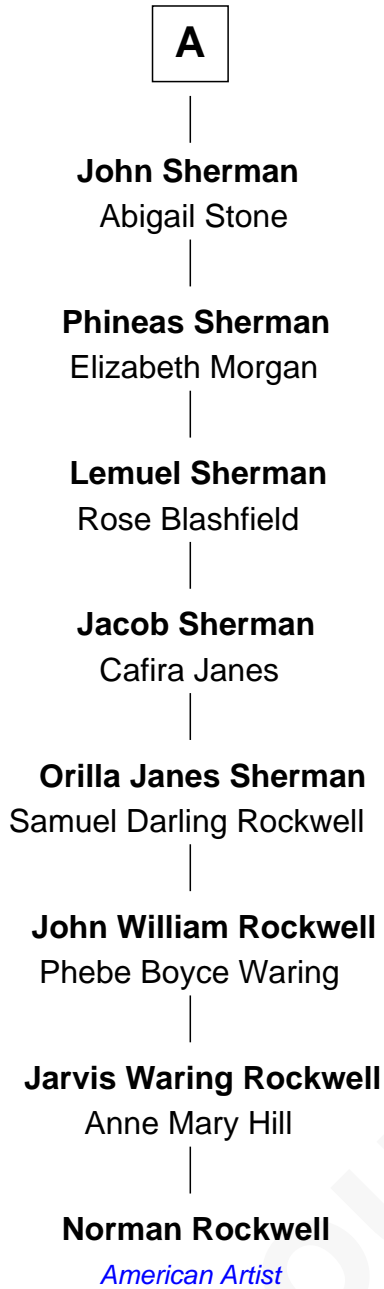 A
John Sherman
Abigail Stone
Phineas Sherman
Elizabeth Morgan
Lemuel Sherman
Rose Blashfield
Jacob Sherman
Cafira Janes
Orilla Janes Sherman
Samuel Darling Rockwell
John William Rockwell
Phebe Boyce Waring
Jarvis Waring Rockwell
Anne Mary Hill
Norman Rockwell
American Artist